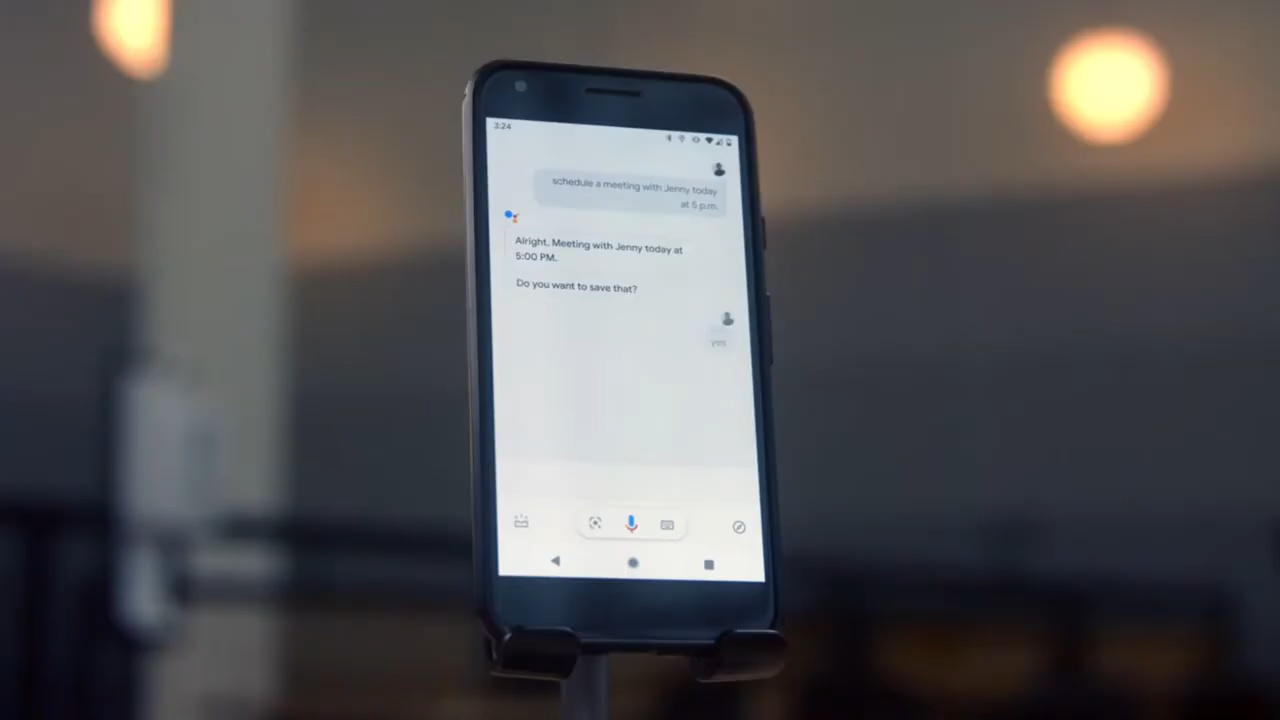 3:24
schedule a meeting with Jenny today
at 5 p.m.
Alright. Meeting with Jenny today at
5:00 PM.
Do you want to save that?
yes